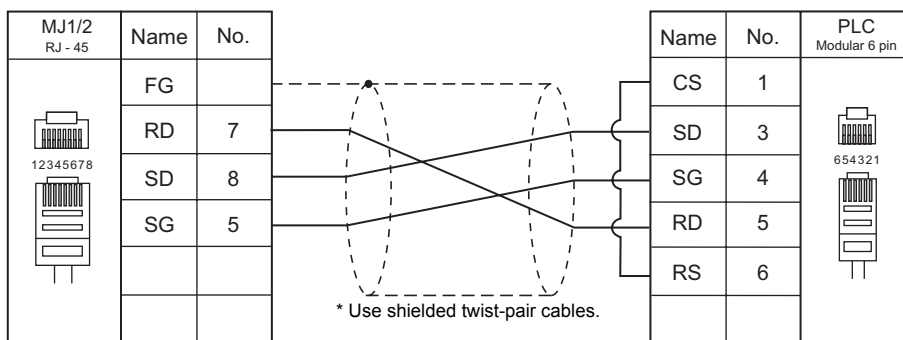 MJ1/2
RJ - 45
Name No.
FG
RD 7
SD 8
SG 5
12345678
* Use shielded twist-pair cables.
Name No.
CS 1
SD 3
SG 4
RD 5
RS 6
PLC
Modular 6 pin
654321